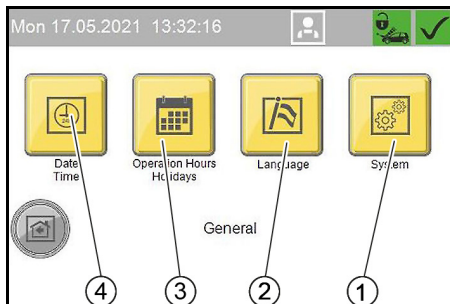 Mon 17.05.2021 13:32:16
24
Date
Time
Operation Hours
Holidays
Language
System
General
4
3
2
1